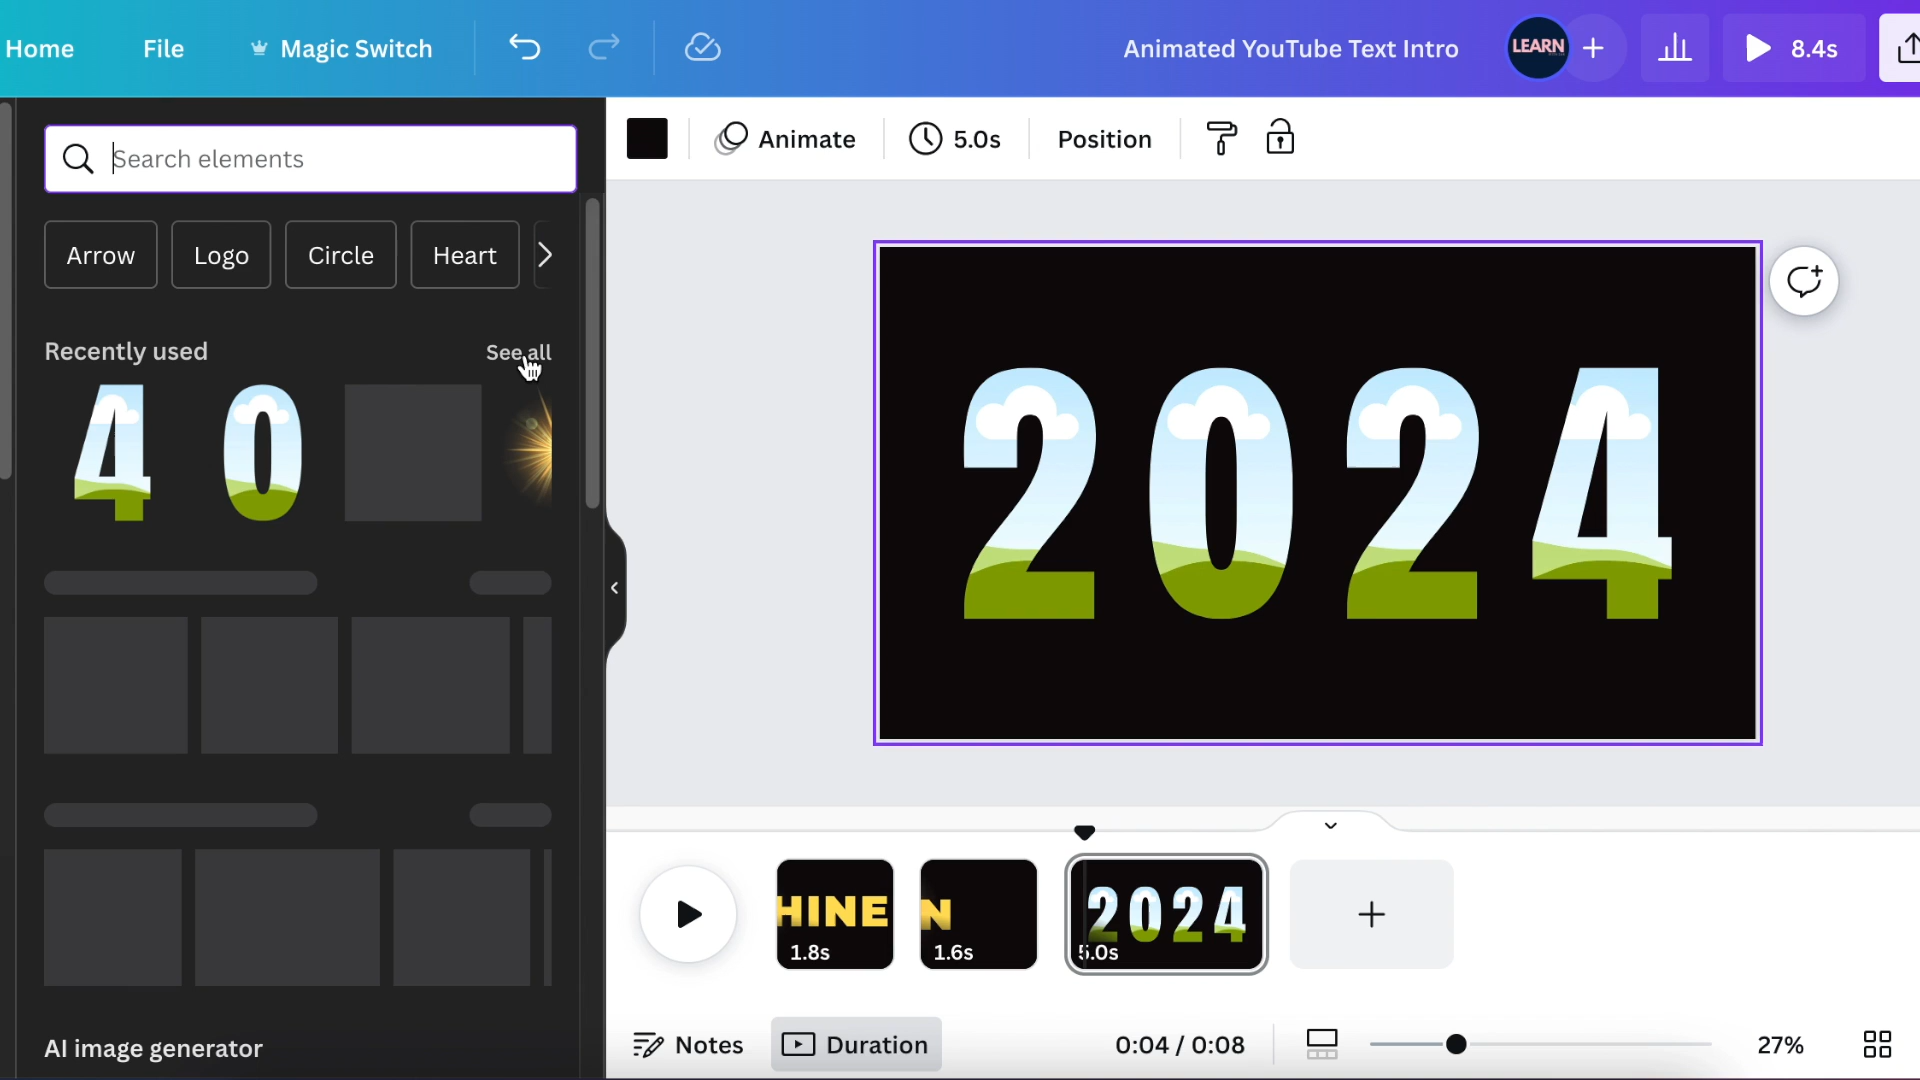 Home File Magic Switch Animated YouTube Text Intro LEARN 8.4s
Search elements
Animate 5.0s Position
Arrow Logo Circle Heart
Recently used See all
4 0
2024
HINE 1.8s
N 1.6s
2024 5.0s
Notes Duration 0:04 / 0:08 27%
AI image generator